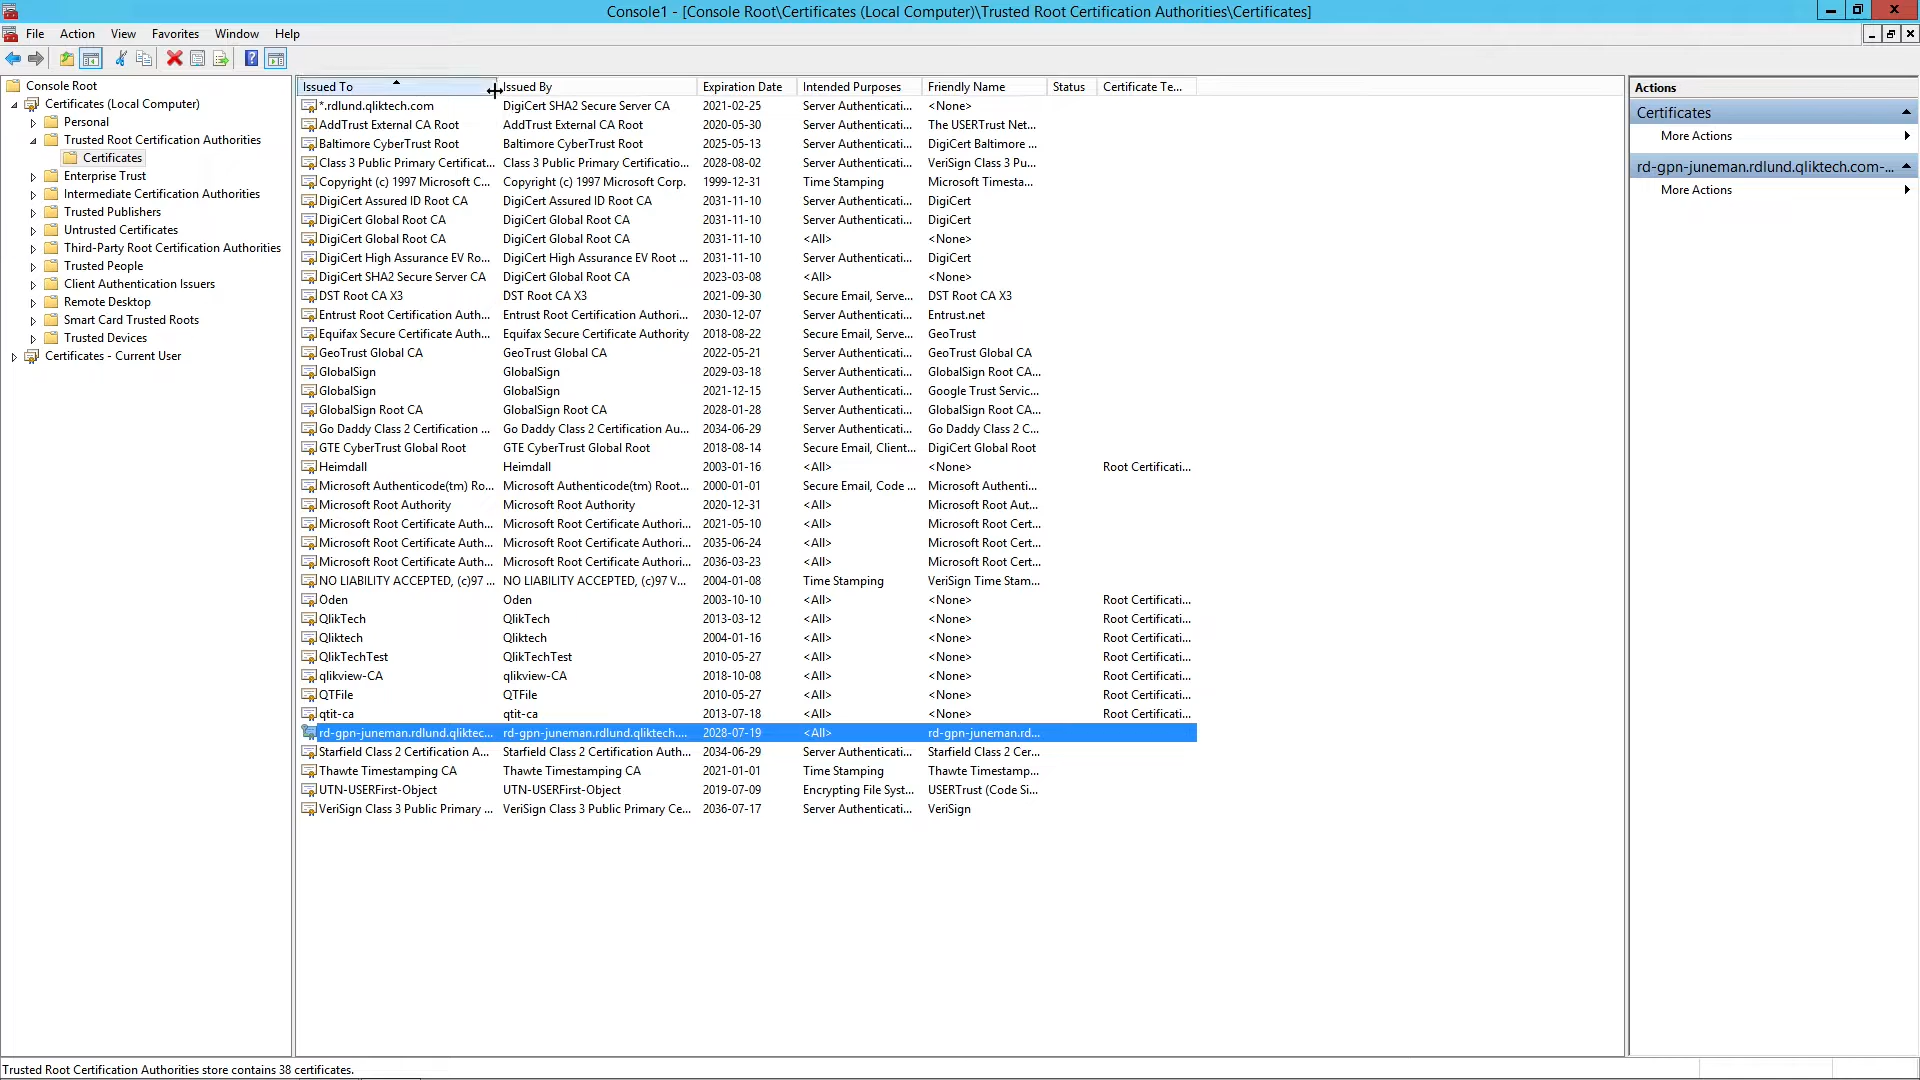 Console1 - [Console Root\Certificates (Local Computer)\Trusted Root Certification Authorities\Certificates]
File Action View Favorites Window Help
Console Root
Certificates (Local Computer)
Personal
Trusted Root Certification Authorities
Certificates
Enterprise Trust
Intermediate Certification Authorities
Trusted Publishers
Untrusted Certificates
Third-Party Root Certification Authorities
Trusted People
Client Authentication Issuers
Remote Desktop
Smart Card Trusted Roots
Trusted Devices
Certificates - Current User
Issued To Issued By Expiration Date Intended Purposes Friendly Name Status Certificate Te...
*.rdlund.qliktech.com DigiCert SHA2 Secure Server CA 2021-02-25 Server Authenticati... <None>
AddTrust External CA Root AddTrust External CA Root 2020-05-30 Server Authenticati... The USERTrust Net...
Baltimore CyberTrust Root Baltimore CyberTrust Root 2025-05-13 Server Authenticati... DigiCert Baltimore ...
Class 3 Public Primary Certificat... Class 3 Public Primary Certificatio... 2028-08-02 Server Authenticati... VeriSign Class 3 Pu...
Copyright (c) 1997 Microsoft C... Copyright (c) 1997 Microsoft Corp. 1999-12-31 Time Stamping Microsoft Timesta...
DigiCert Assured ID Root CA DigiCert Assured ID Root CA 2031-11-10 Server Authenticati... DigiCert
DigiCert Global Root CA DigiCert Global Root CA 2031-11-10 Server Authenticati... DigiCert
DigiCert Global Root CA DigiCert Global Root CA 2031-11-10 <All> <None>
DigiCert High Assurance EV Ro... DigiCert High Assurance EV Root ... 2031-11-10 Server Authenticati... DigiCert
DigiCert SHA2 Secure Server CA DigiCert Global Root CA 2023-03-08 <All> <None>
DST Root CA X3 DST Root CA X3 2021-09-30 Secure Email, Serve... DST Root CA X3
Entrust Root Certification Auth... Entrust Root Certification Authori... 2030-12-07 Server Authenticati... Entrust.net
Equifax Secure Certificate Auth... Equifax Secure Certificate Authority 2018-08-22 Secure Email, Serve... GeoTrust
GeoTrust Global CA GeoTrust Global CA 2022-05-21 Server Authenticati... GeoTrust Global CA
GlobalSign GlobalSign 2029-03-18 Server Authenticati... GlobalSign Root CA...
GlobalSign GlobalSign 2021-12-15 Server Authenticati... Google Trust Servic...
GlobalSign Root CA GlobalSign Root CA 2028-01-28 Server Authenticati... GlobalSign Root CA...
Go Daddy Class 2 Certification ... Go Daddy Class 2 Certification Au... 2034-06-29 Server Authenticati... Go Daddy Class 2 C...
GTE CyberTrust Global Root GTE CyberTrust Global Root 2018-08-14 Secure Email, Client... DigiCert Global Root
Heimdall Heimdall 2003-01-16 <All> <None> Root Certificati...
Microsoft Authenticode(tm) Ro... Microsoft Authenticode(tm) Root... 2000-01-01 Secure Email, Code ... Microsoft Authenti...
Microsoft Root Authority Microsoft Root Authority 2020-12-31 <All> Microsoft Root Aut...
Microsoft Root Certificate Auth... Microsoft Root Certificate Authori... 2021-05-10 <All> Microsoft Root Cert...
Microsoft Root Certificate Auth... Microsoft Root Certificate Authori... 2035-06-24 <All> Microsoft Root Cert...
Microsoft Root Certificate Auth... Microsoft Root Certificate Authori... 2036-03-23 <All> Microsoft Root Cert...
NO LIABILITY ACCEPTED, (c)97 ... NO LIABILITY ACCEPTED, (c)97 V... 2004-01-08 Time Stamping VeriSign Time Stam...
Oden Oden 2003-10-10 <All> <None> Root Certificati...
QlikTech QlikTech 2013-03-12 <All> <None> Root Certificati...
Qliktech Qliktech 2004-01-16 <All> <None> Root Certificati...
QlikTechTest QlikTechTest 2010-05-27 <All> <None> Root Certificati...
qlikview-CA qlikview-CA 2018-10-08 <All> <None> Root Certificati...
QTFile QTFile 2010-05-27 <All> <None> Root Certificati...
qtit-ca qtit-ca 2013-07-18 <All> <None> Root Certificati...
rd-gpn-juneman.rdlund.qliktec... rd-gpn-juneman.rdlund.qliktech.... 2028-07-19 <All> rd-gpn-juneman.rd...
Starfield Class 2 Certification A... Starfield Class 2 Certification Auth... 2034-06-29 Server Authenticati... Starfield Class 2 Cer...
Thawte Timestamping CA Thawte Timestamping CA 2021-01-01 Time Stamping Thawte Timestamp...
UTN-USERFirst-Object UTN-USERFirst-Object 2019-07-09 Encrypting File Syst... USERTrust (Code Si...
VeriSign Class 3 Public Primary ... VeriSign Class 3 Public Primary Ce... 2036-07-17 Server Authenticati... VeriSign
Actions
Certificates
More Actions
rd-gpn-juneman.rdlund.qliktech.com-...
More Actions
Trusted Root Certification Authorities store contains 38 certificates.